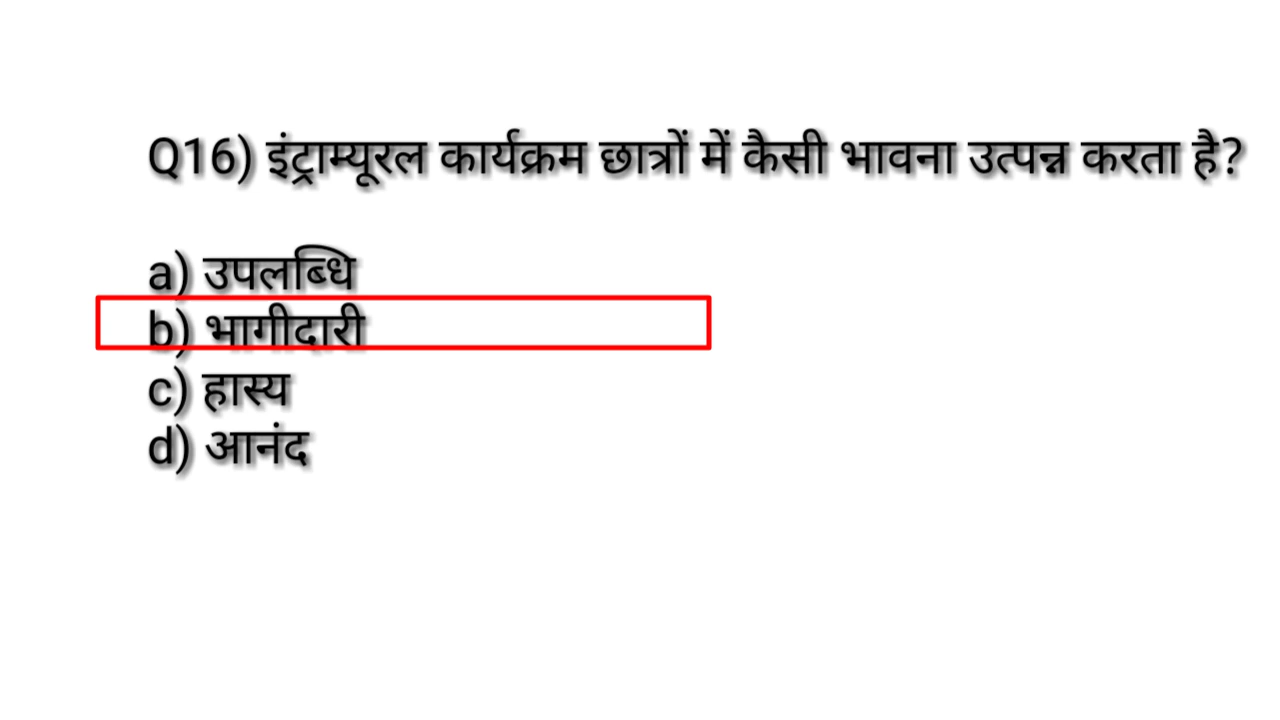 Q16) इंट्राम्यूरल कार्यक्रम छात्रों में कैसी भावना उत्पन्न करता है?
a) उपलब्धि
b) भागीदारी
c) हास्य
d) आनंद